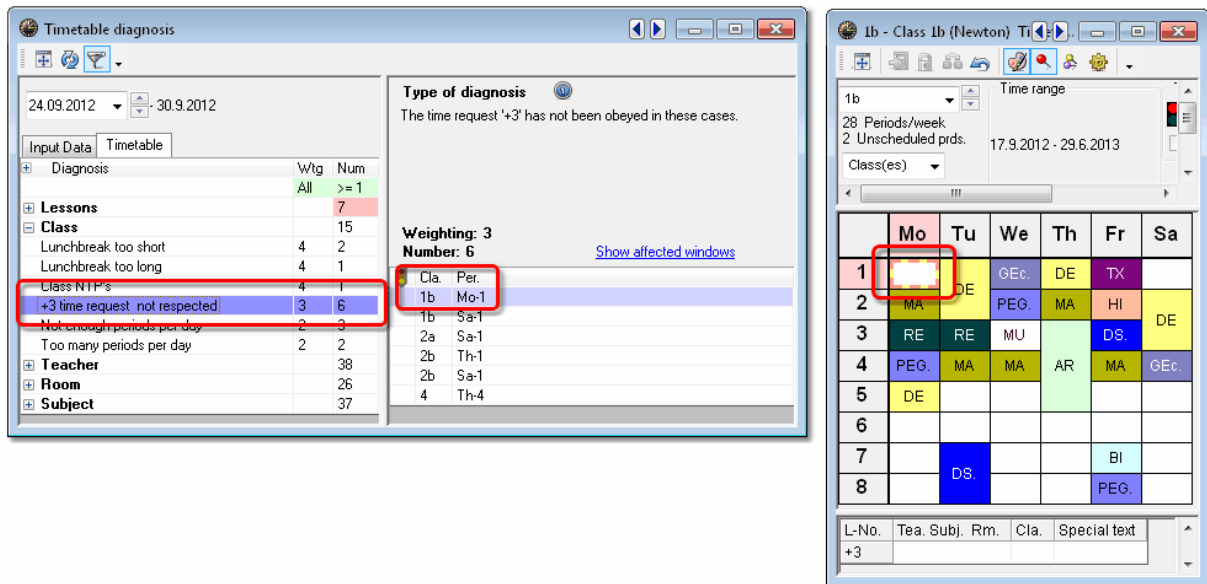 Timetable diagnosis
24.09.2012 - 30.9.2012
Input Data Timetable
Diagnosis Wtg Num
All >= 1
Lessons 7
Class 15
Lunchbreak too short 4 2
Lunchbreak too long 4 1
Class NTP's 4 1
+3 time request not respected 3 6
Not enough periods per day 2 3
Too many periods per day 2 2
Teacher 38
Room 26
Subject 37
Type of diagnosis
The time request '+3' has not been obeyed in these cases.
Weighting: 3
Number: 6 Show affected windows
Cla. Per.
1b Mo-1
1b Sa-1
2a Sa-1
2b Th-1
2b Sa-1
4 Th-4
1b - Class 1b (Newton) Ti
1b Time range
28 Periods/week
2 Unscheduled prds. 17.9.2012 - 29.6.2013
Class(es)
Mo Tu We Th Fr Sa
1 DE GEc. DE TX
2 MA PEG. MA HI DE
3 RE RE MU AR DS.
4 PEG. MA MA MA GEc.
5 DE
6
7 DS. BI
8 PEG.
L-No. Tea. Subj. Rm. Cla. Special text
+3